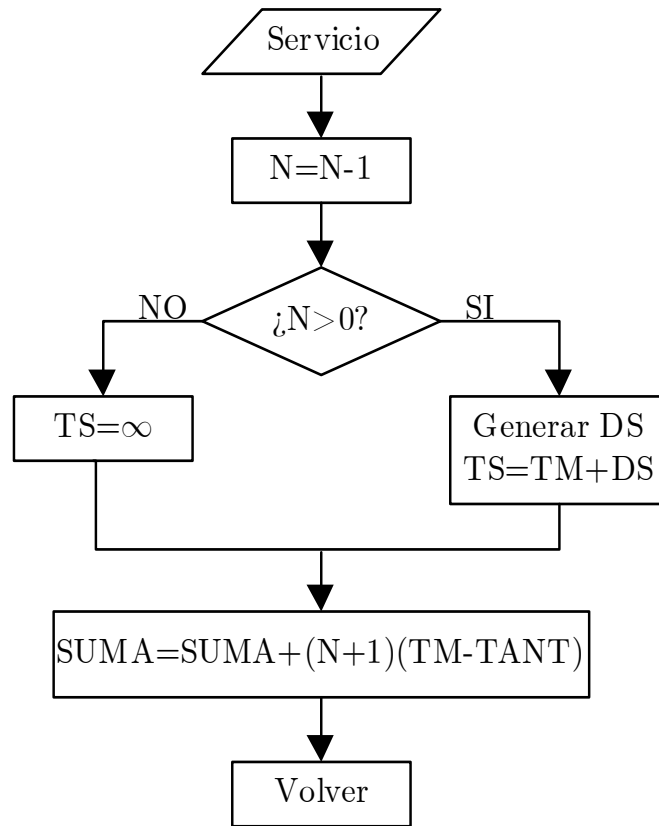 Servicio
N=N-1
NO
¿N>0?
SI
TS=∞
Generar DS
TS=TM+DS
SUMA=SUMA+(N+1)(TM-TANT)
Volver